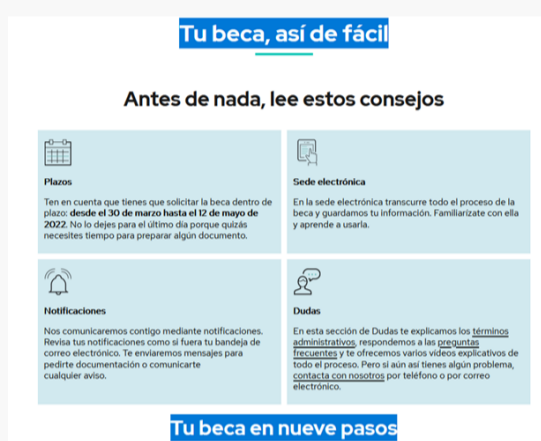 Tu beca, así de fácil
Antes de nada, lee estos consejos
Plazos
Ten en cuenta que tienes que solicitar la beca dentro de
plazo: desde el 30 de marzo hasta el 12 de mayo de
2022. No lo dejes para el último día porque quizás
necesites tiempo para preparar algún documento.
Sede electrónica
En la sede electrónica transcurre todo el proceso de la
beca y guardamos tu información. Familiarízate con ella
y aprende a usarla.
Notificaciones
Nos comunicaremos contigo mediante notificaciones.
Revisa tus notificaciones como si fuera tu bandeja de
correo electrónico. Te enviaremos mensajes para
pedirte documentación o comunicarte
cualquier aviso.
Dudas
En esta sección de Dudas te explicamos los términos
administrativos, respondemos a las preguntas
frecuentes y te ofrecemos varios vídeos explicativos de
todo el proceso. Pero si aún así tienes algún problema,
contacta con nosotros por teléfono o por correo
electrónico.
Tu beca en nueve pasos